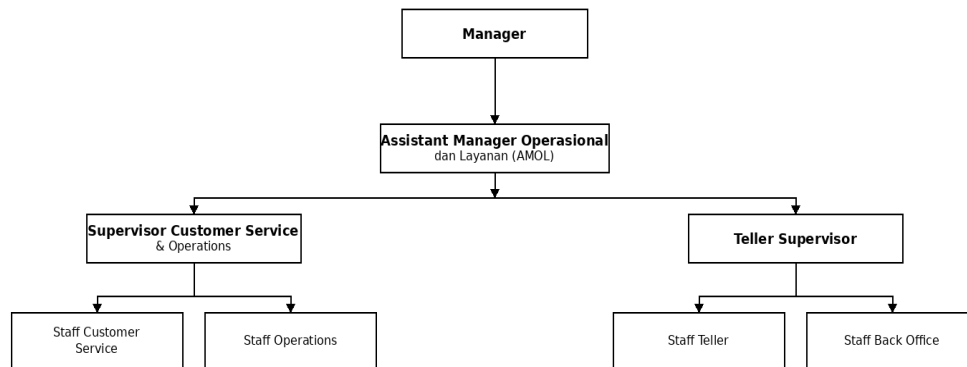 Manager
Assistant Manager Operasional
dan Layanan (AMOL)
Supervisor Customer Service
& Operations
Teller Supervisor
Staff Customer
Service
Staff Operations
Staff Teller
Staff Back Office